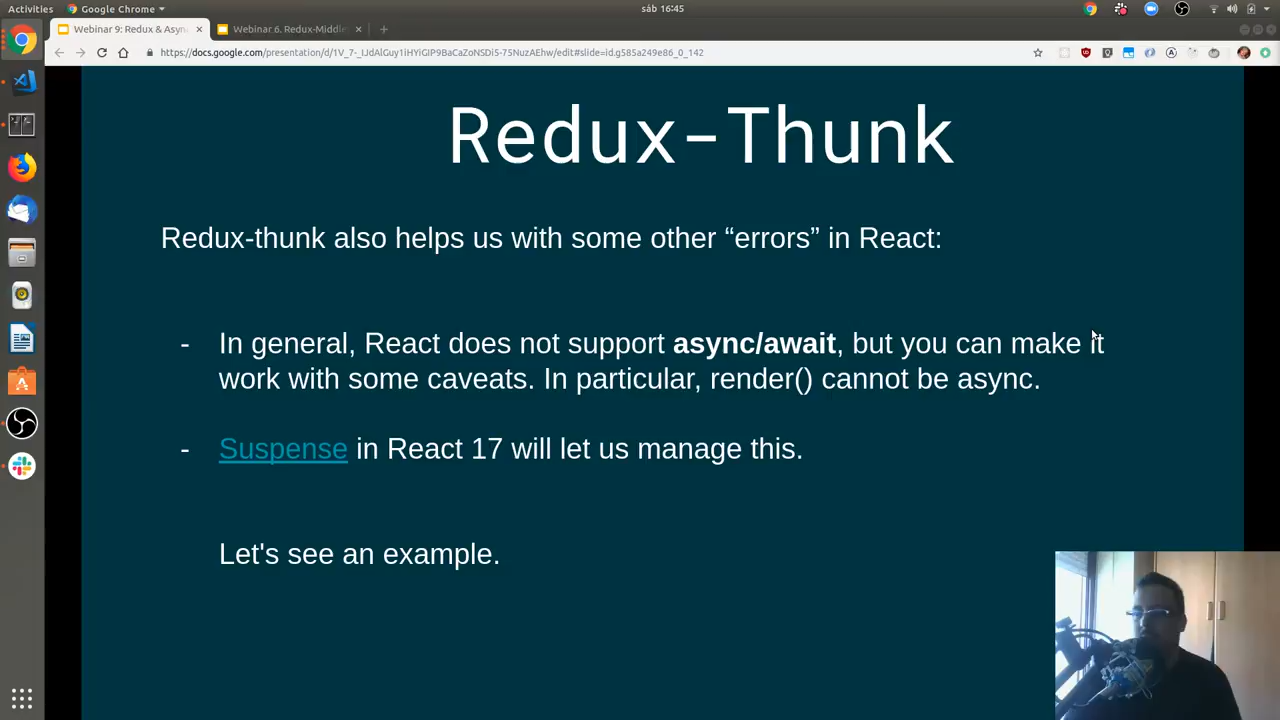 Activities
Google Chrome
sáb 16:45
Webinar 9: Redux & Asyn
Webinar 6. Redux-Middle
https://docs.google.com/presentation/d/1V_7-_IJdAlGuy1iHYiGIP9BaCaZoNSDi5-75NuzAEhw/edit#slide=id.g585a249e86_0_142
Redux-Thunk
Redux-thunk also helps us with some other “errors” in React:
- In general, React does not support async/await, but you can make it
work with some caveats. In particular, render() cannot be async.
- Suspense in React 17 will let us manage this.
Let's see an example.